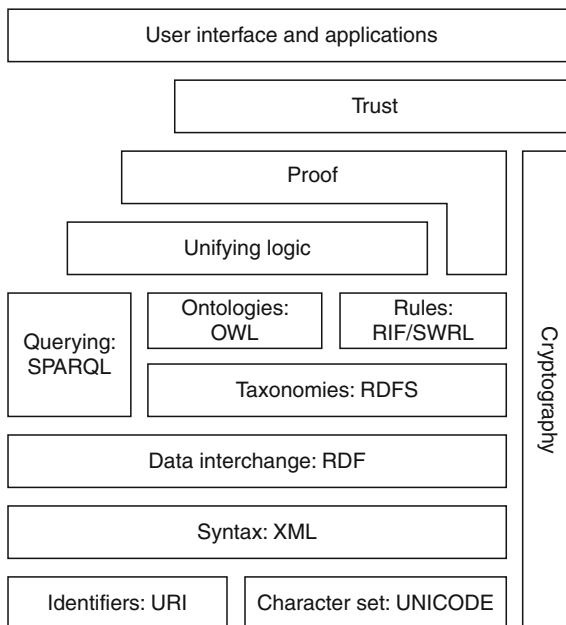 User interface and applications
Trust
Proof
Unifying logic
Querying:
SPARQL
Ontologies:
OWL
Rules:
RIF/SWRL
Taxonomies: RDFS
Cryptography
Data interchange: RDF
Syntax: XML
Identifiers: URI
Character set: UNICODE